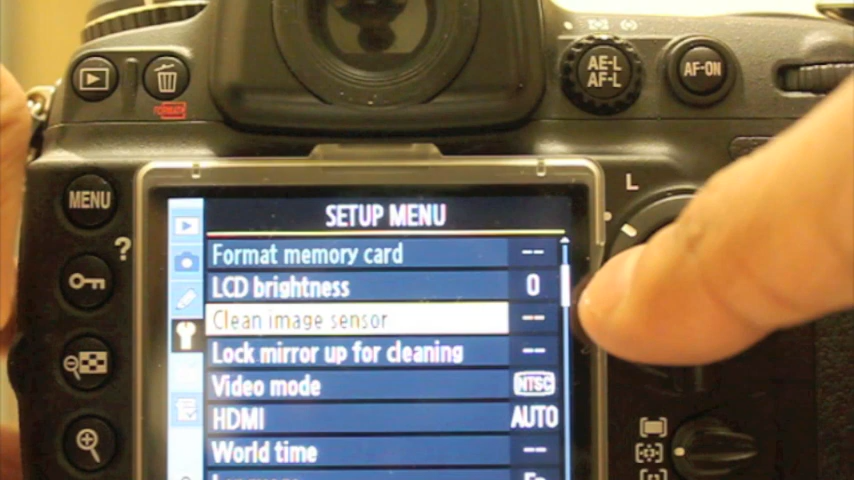 AE-L
AF-L
AF-ON
FORMAT
MENU
?
L
SETUP MENU
Format memory card --
LCD brightness 0
Clean image sensor --
Lock mirror up for cleaning --
Video mode NTSC
HDMI AUTO
World time --